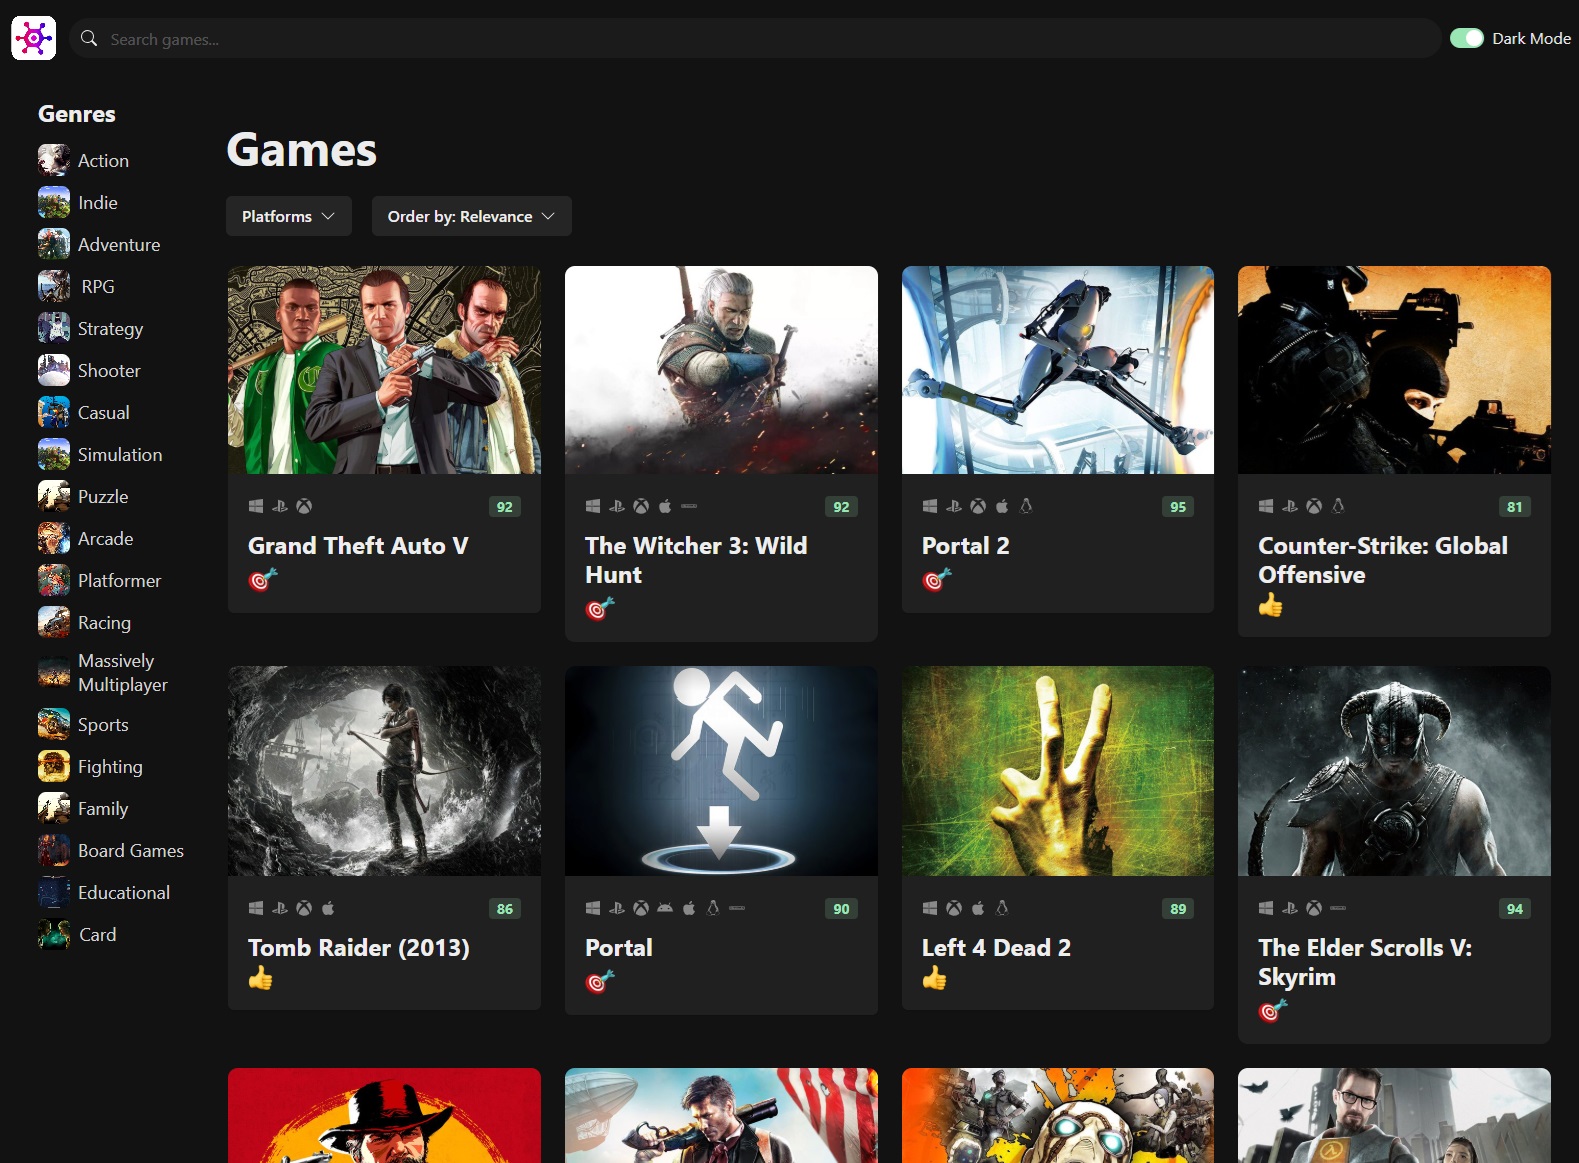 Search games...
Dark Mode
Genres
Action
Indie
Adventure
RPG
Strategy
Shooter
Casual
Simulation
Puzzle
Arcade
Platformer
Racing
Massively
Multiplayer
Sports
Fighting
Family
Board Games
Educational
Card
Games
Platforms
Order by: Relevance
92
Grand Theft Auto V
92
The Witcher 3: Wild
Hunt
95
Portal 2
81
Counter-Strike: Global
Offensive
86
Tomb Raider (2013)
90
Portal
89
Left 4 Dead 2
94
The Elder Scrolls V:
Skyrim